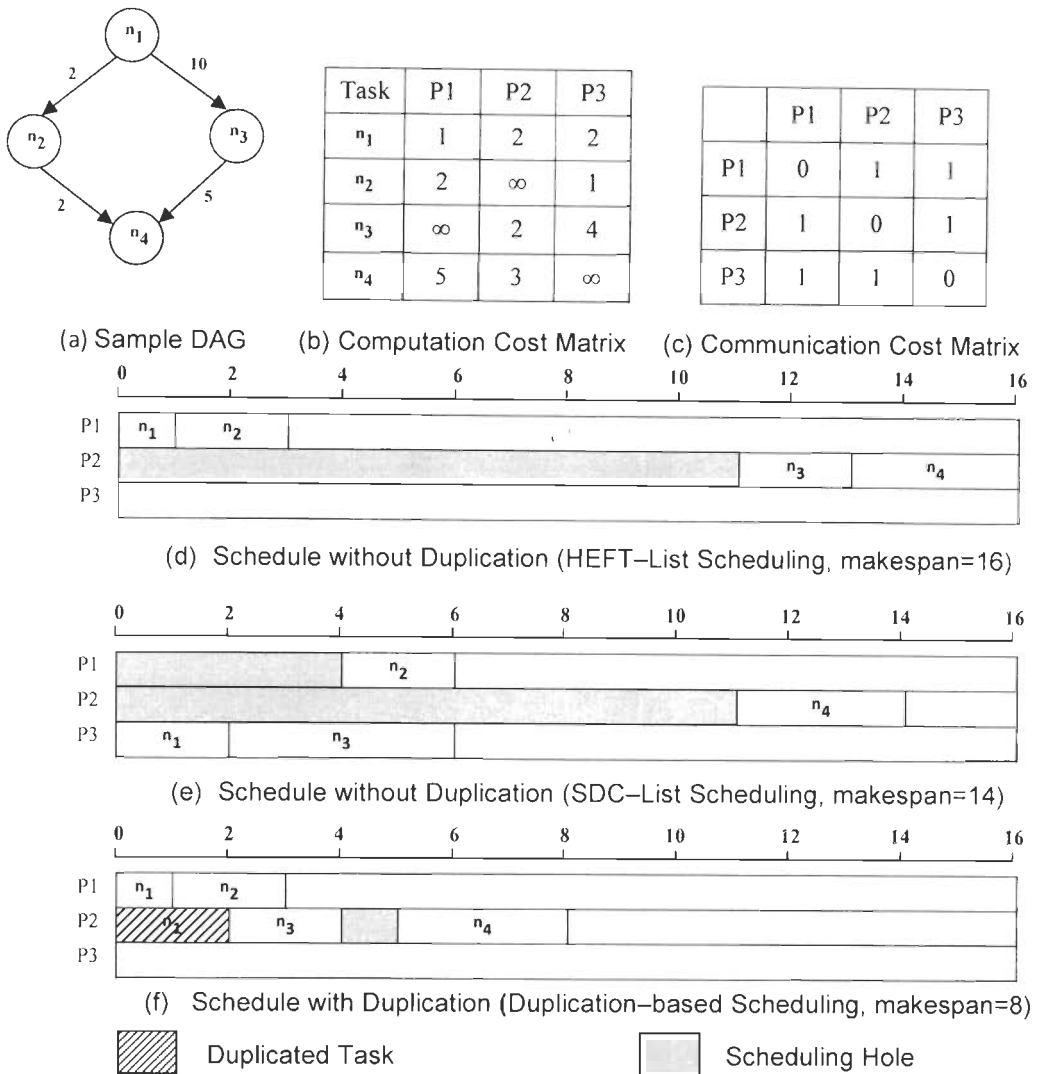 n1
2
10
n2
n3
2
5
n4
Task P1 P2 P3
n1 1 2 2
n2 2 ∞ 1
n3 ∞ 2 4
n4 5 3 ∞
P1 P2 P3
P1 0 1 1
P2 1 0 1
P3 1 1 0
(a) Sample DAG
(b) Computation Cost Matrix
(c) Communication Cost Matrix
0 2 4 6 8 10 12 14 16
P1 n1 n2
P2 n3 n4
P3
(d) Schedule without Duplication (HEFT–List Scheduling, makespan=16)
0 2 4 6 8 10 12 14 16
P1 n2
P2 n4
P3 n1 n3
(e) Schedule without Duplication (SDC–List Scheduling, makespan=14)
0 2 4 6 8 10 12 14 16
P1 n1 n2
P2 n1 n3 n4
P3
(f) Schedule with Duplication (Duplication–based Scheduling, makespan=8)
Duplicated Task
Scheduling Hole